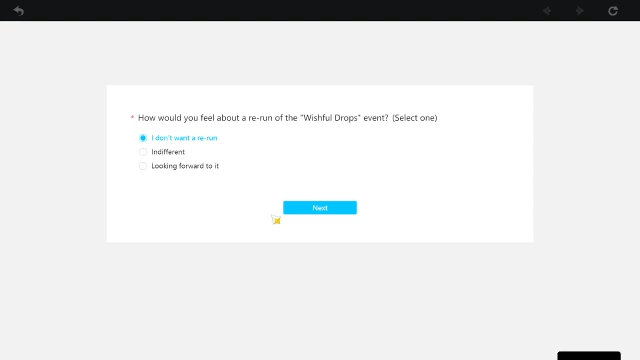 * How would you feel about a re-run of the "Wishful Drops" event? (Select one)
I don't want a re-run
Indifferent
Looking forward to it
Next